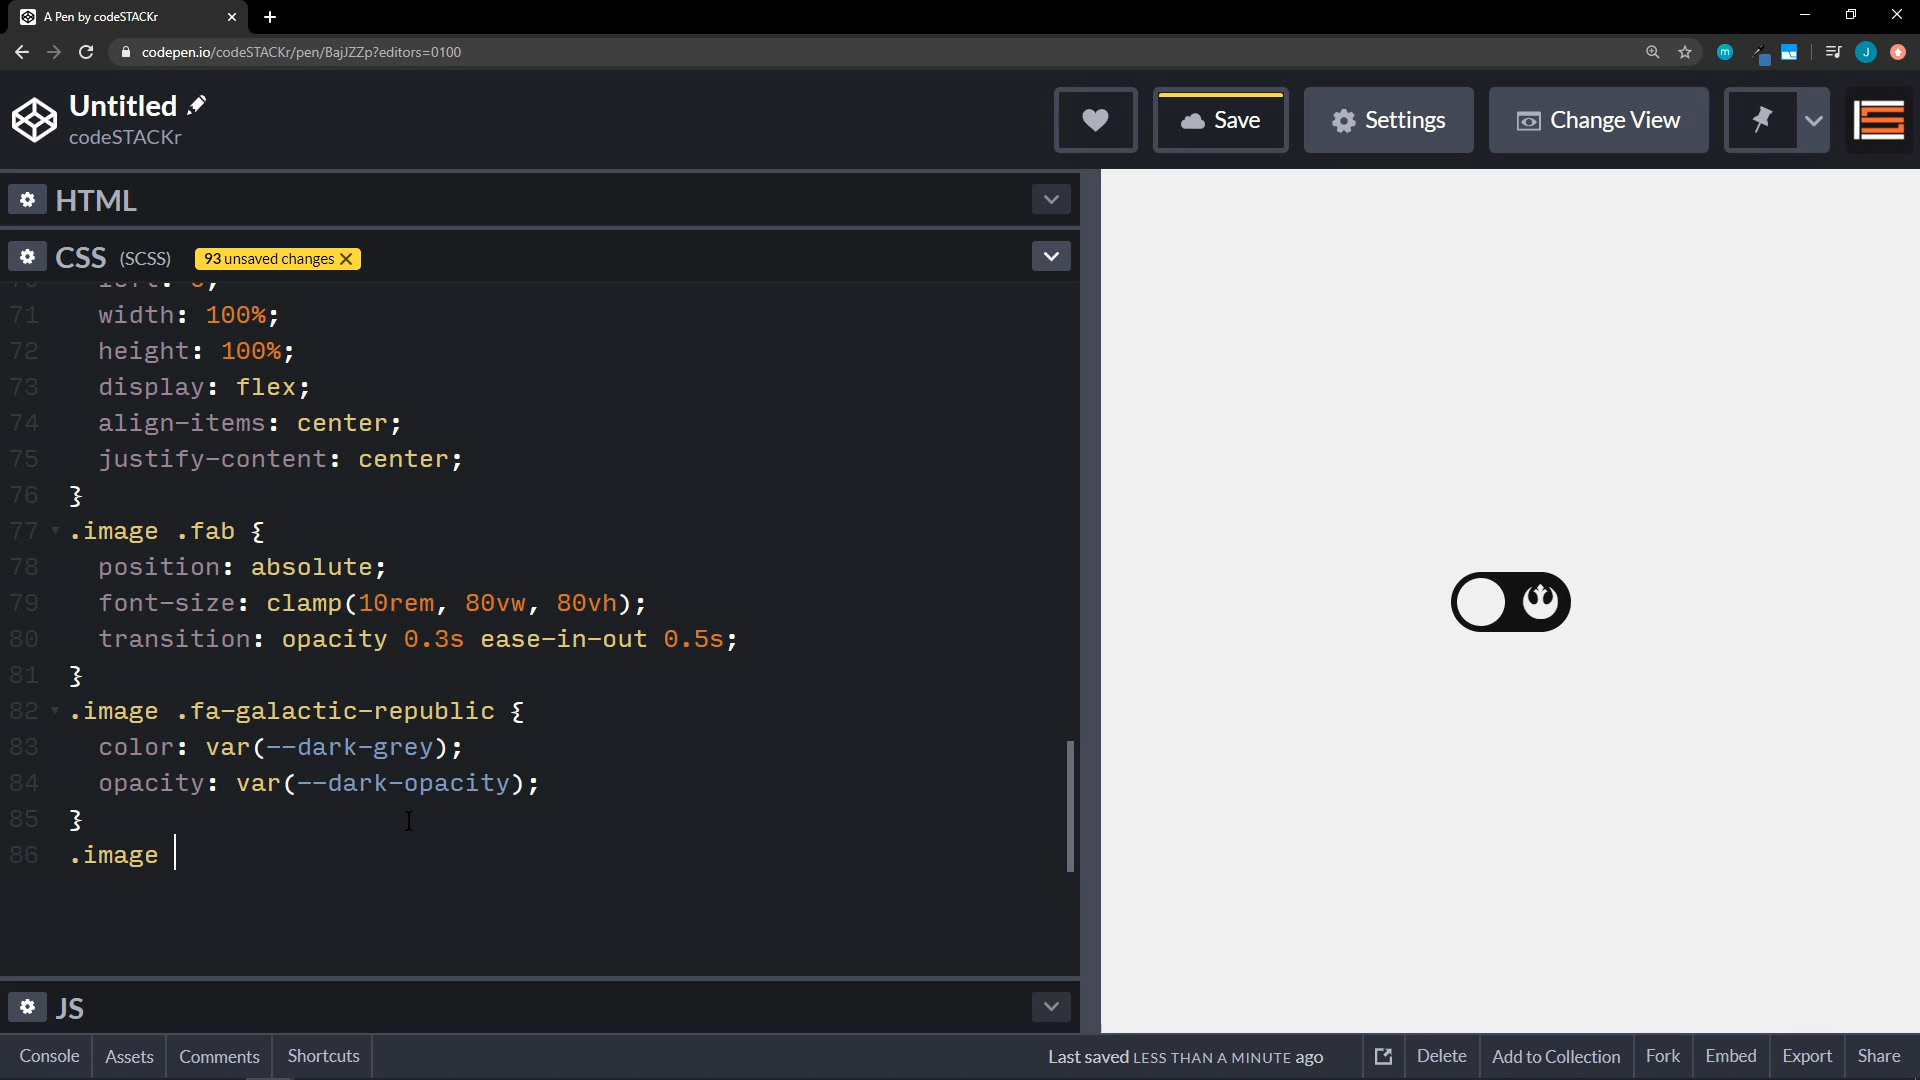 A Pen by codeSTACKr
codepen.io/codeSTACKr/pen/BajJZZp?editors=0100
m
J
Untitled
codeSTACKr
Save
Settings
Change View
HTML
CSS (SCSS) 93 unsaved changes
71 width: 100%;
72 height: 100%;
73 display: flex;
74 align-items: center;
75 justify-content: center;
76 }
77 .image .fab {
78 position: absolute;
79 font-size: clamp(10rem, 80vw, 80vh);
80 transition: opacity 0.3s ease-in-out 0.5s;
81 }
82 .image .fa-galactic-republic {
83 color: var(--dark-grey);
84 opacity: var(--dark-opacity);
85 }
86 .image
JS
Console Assets Comments Shortcuts Last saved LESS THAN A MINUTE ago Delete Add to Collection Fork Embed Export Share